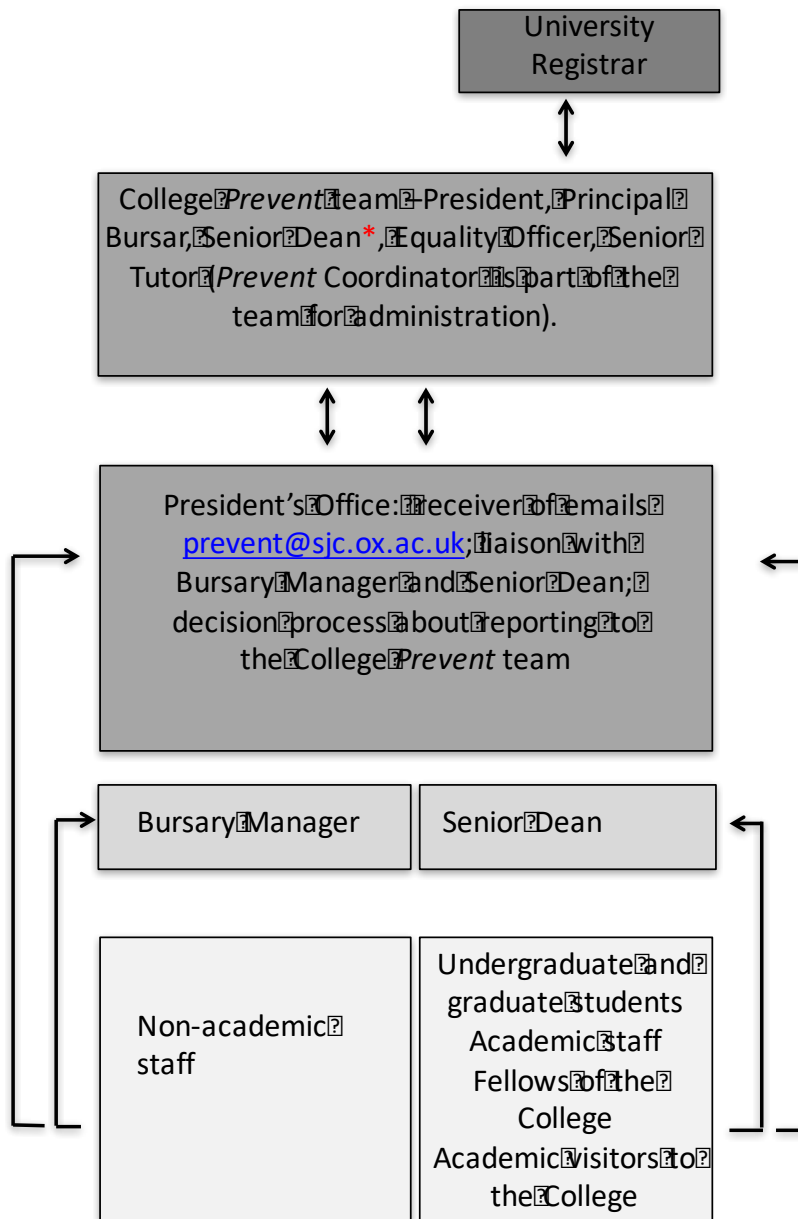 University
Registrar
College Prevent team – President, Principal
Bursar, Senior Dean*, Equality Officer, Senior
Tutor (Prevent Coordinator is part of the
team for administration).
President’s Office: receiver of emails
prevent@sjc.ox.ac.uk; liaison with
Bursary Manager and Senior Dean;
decision process about reporting to
the College Prevent team
Bursary Manager
Senior Dean
Non-academic
staff
Undergraduate and
graduate students
Academic staff
Fellows of the
College
Academic visitors to
the College